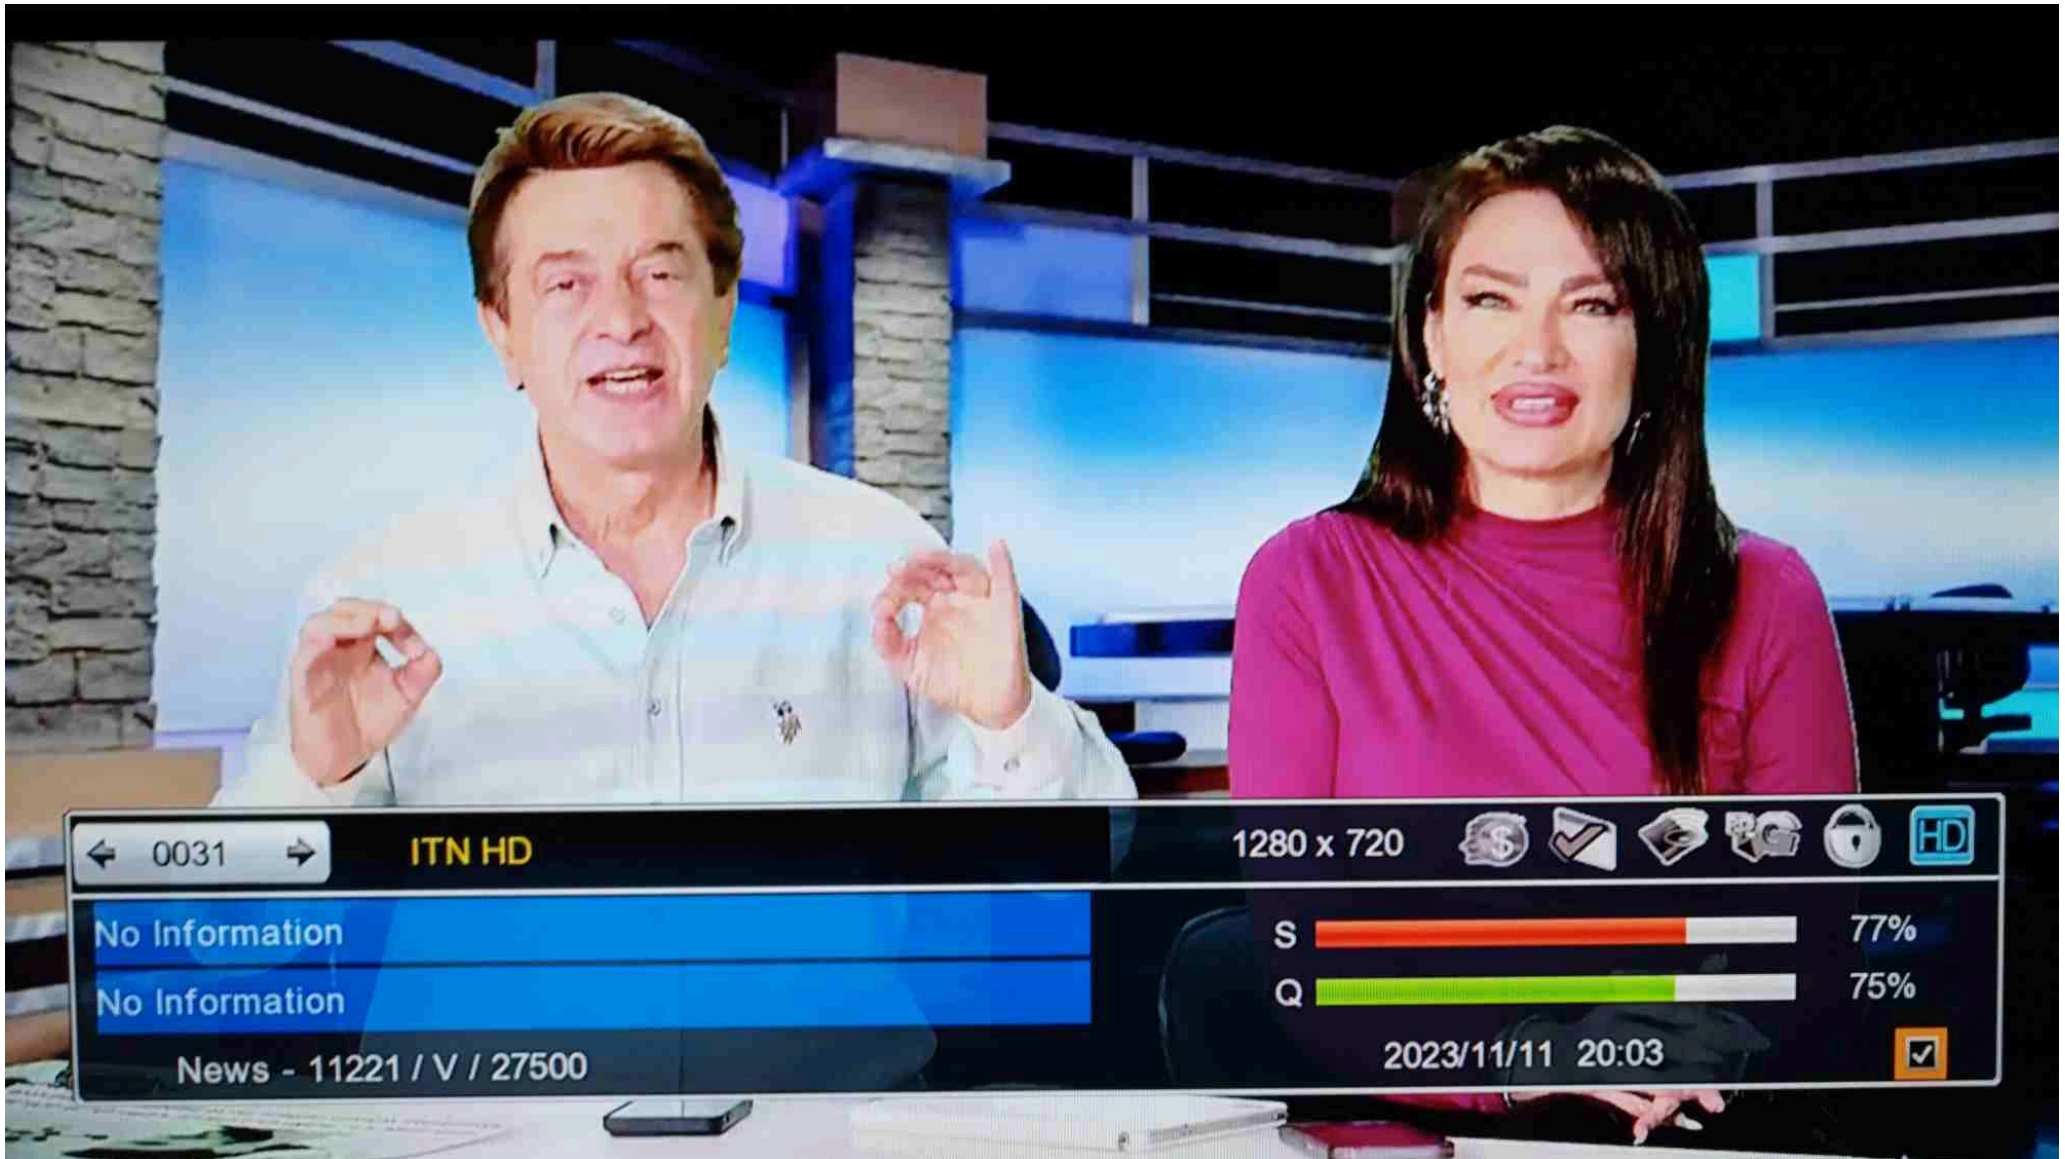 0031 ITN HD 1280 x 720 $ G HD
No Information
S 77%
No Information
Q 75%
News - 11221 / V / 27500
2023/11/11 20:03